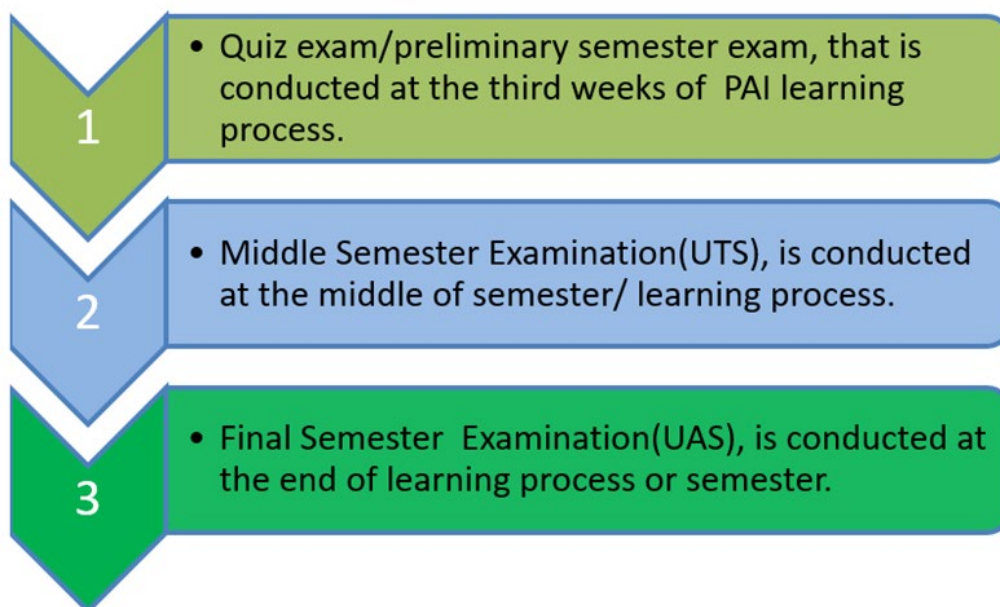 1
• Quiz exam/preliminary semester exam, that is
conducted at the third weeks of PAI learning
process.
2
• Middle Semester Examination(UTS), is conducted
at the middle of semester/ learning process.
3
• Final Semester Examination(UAS), is conducted at
the end of learning process or semester.